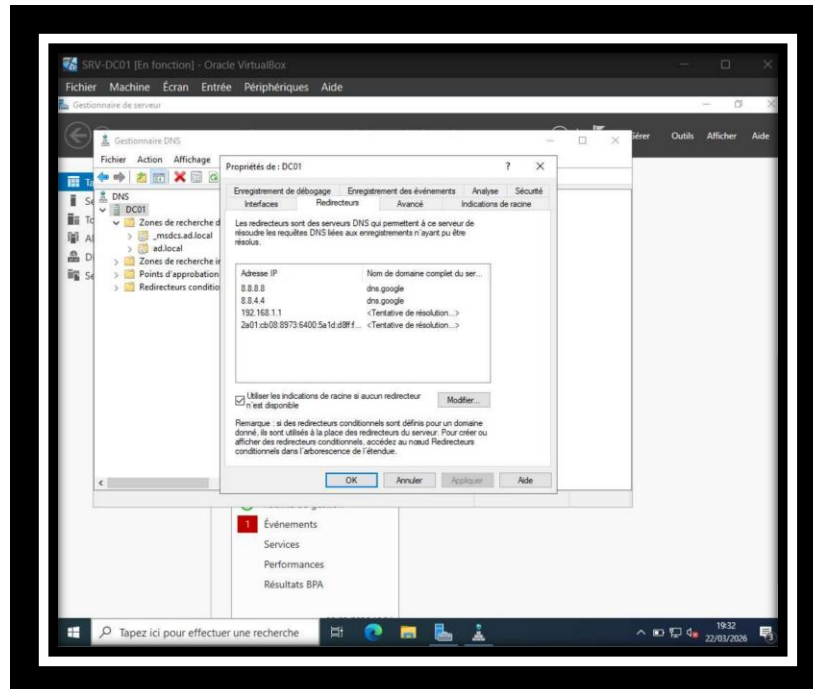 SRV-DC01 [En fonction] - Oracle VirtualBox
Fichier Machine Écran Entrée Périphériques Aide
Gestionnaire de serveur
Gérer Outils Afficher Aide
Gestionnaire DNS
Fichier Action Affichage
DNS
DC01
Zones de recherche d
_msdcs.ad.local
ad.local
Zones de recherche in
Points d'approbation
Redirecteurs conditio
Propriétés de : DC01
? X
Enregistrement de débogage Enregistrement des événements Analyse Sécurité
Interfaces Redirecteurs Avancé Indications de racine
Les redirecteurs sont des serveurs DNS qui permettent à ce serveur de
résoudre les requêtes DNS liées aux enregistrements n'ayant pu être
résolus.
Adresse IP Nom de domaine complet du ser...
8.8.8.8 dns.google
8.8.4.4 dns.google
192.168.1.1 <Tentative de résolution...>
2a01:cb08:8973:6400:5a1d:d8ff:f... <Tentative de résolution...>
Utiliser les indications de racine si aucun redirecteur
n'est disponible
Modifier...
Remarque : si des redirecteurs conditionnels sont définis pour un domaine
donné, ils sont utilisés à la place des redirecteurs du serveur. Pour créer ou
afficher des redirecteurs conditionnels, accédez au nœud Redirecteurs
conditionnels dans l'arborescence de l'étendue.
OK Annuler Appliquer Aide
1 Événements
Services
Performances
Résultats BPA
Tapez ici pour effectuer une recherche
19:32
22/03/2026